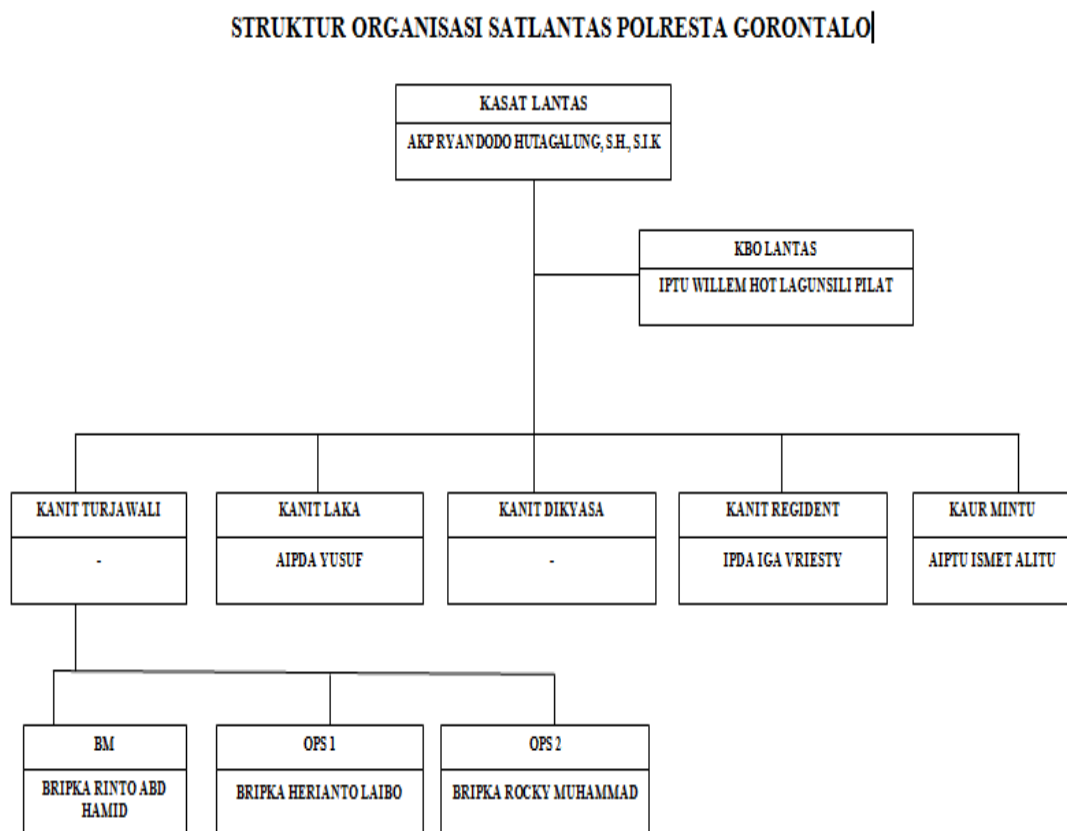 STRUKTUR ORGANISASI SATLANTAS POLRESTA GORONTALO
KASAT LANTAS
AKP RYAN DODO HUTAGALUNG, S.H., S.I.K
KBO LANTAS
IPTU WILLEM HOT LAGUNSILI PILAT
KANIT TURJAWALI
-
KANIT LAKA
AIPDA YUSUF
KANIT DIKYASA
-
KANIT REGIDENT
IPDA IGA VRIESTY
KAUR MINTU
AIPTU ISMET ALITU
BM
BRIPKA RINTO ABD
HAMID
OPS 1
BRIPKA HERIANTO LAIBO
OPS 2
BRIPKA ROCKY MUHAMMAD